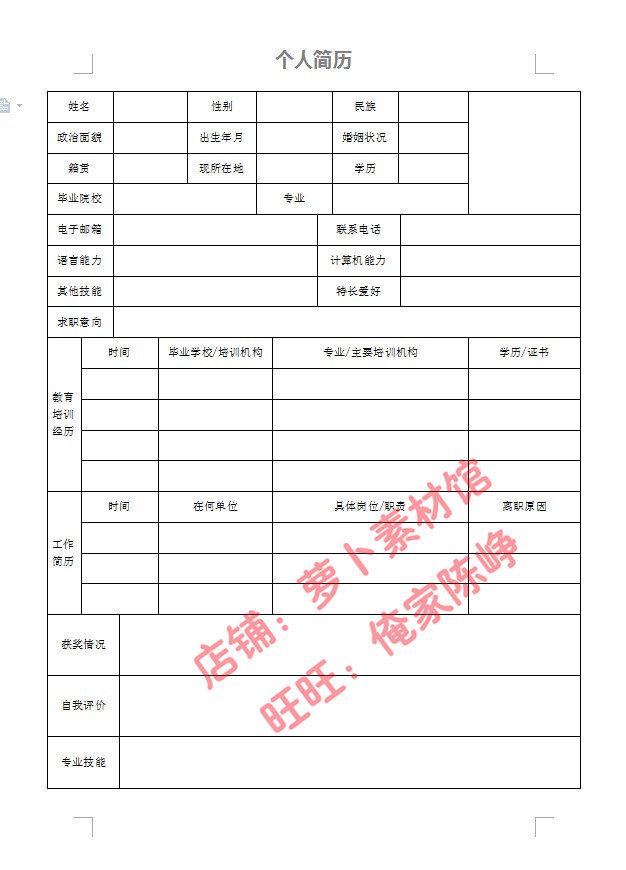 个人简历
姓名 性别 民族
政治面貌 出生年月 婚姻状况
籍贯 现所在地 学历
毕业院校 专业
电子邮箱 联系电话
语言能力 计算机能力
其他技能 特长爱好
求职意向
教育
培训
经历
时间 毕业学校/培训机构 专业/主要培训机构 学历/证书
工作
简历
时间 在何单位 具体岗位/职责 离职原因
获奖情况
自我评价
专业技能
店铺：萝卜素材馆
旺旺：俺家陈峥